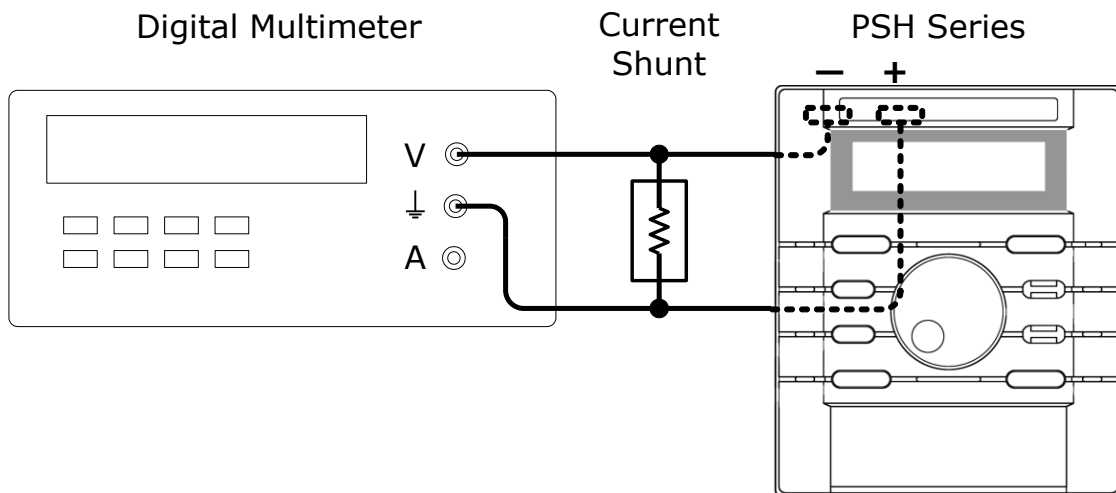 Digital Multimeter
Current
Shunt
PSH Series
— +
V
A